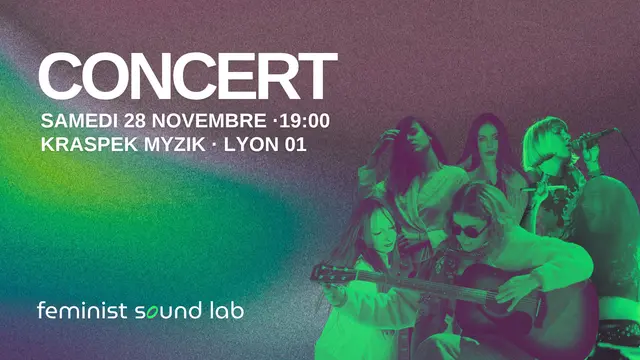 CONCERT
SAMEDI 28 NOVEMBRE ·19:00
KRASPEK MYZIK · LYON 01
feminist sound lab